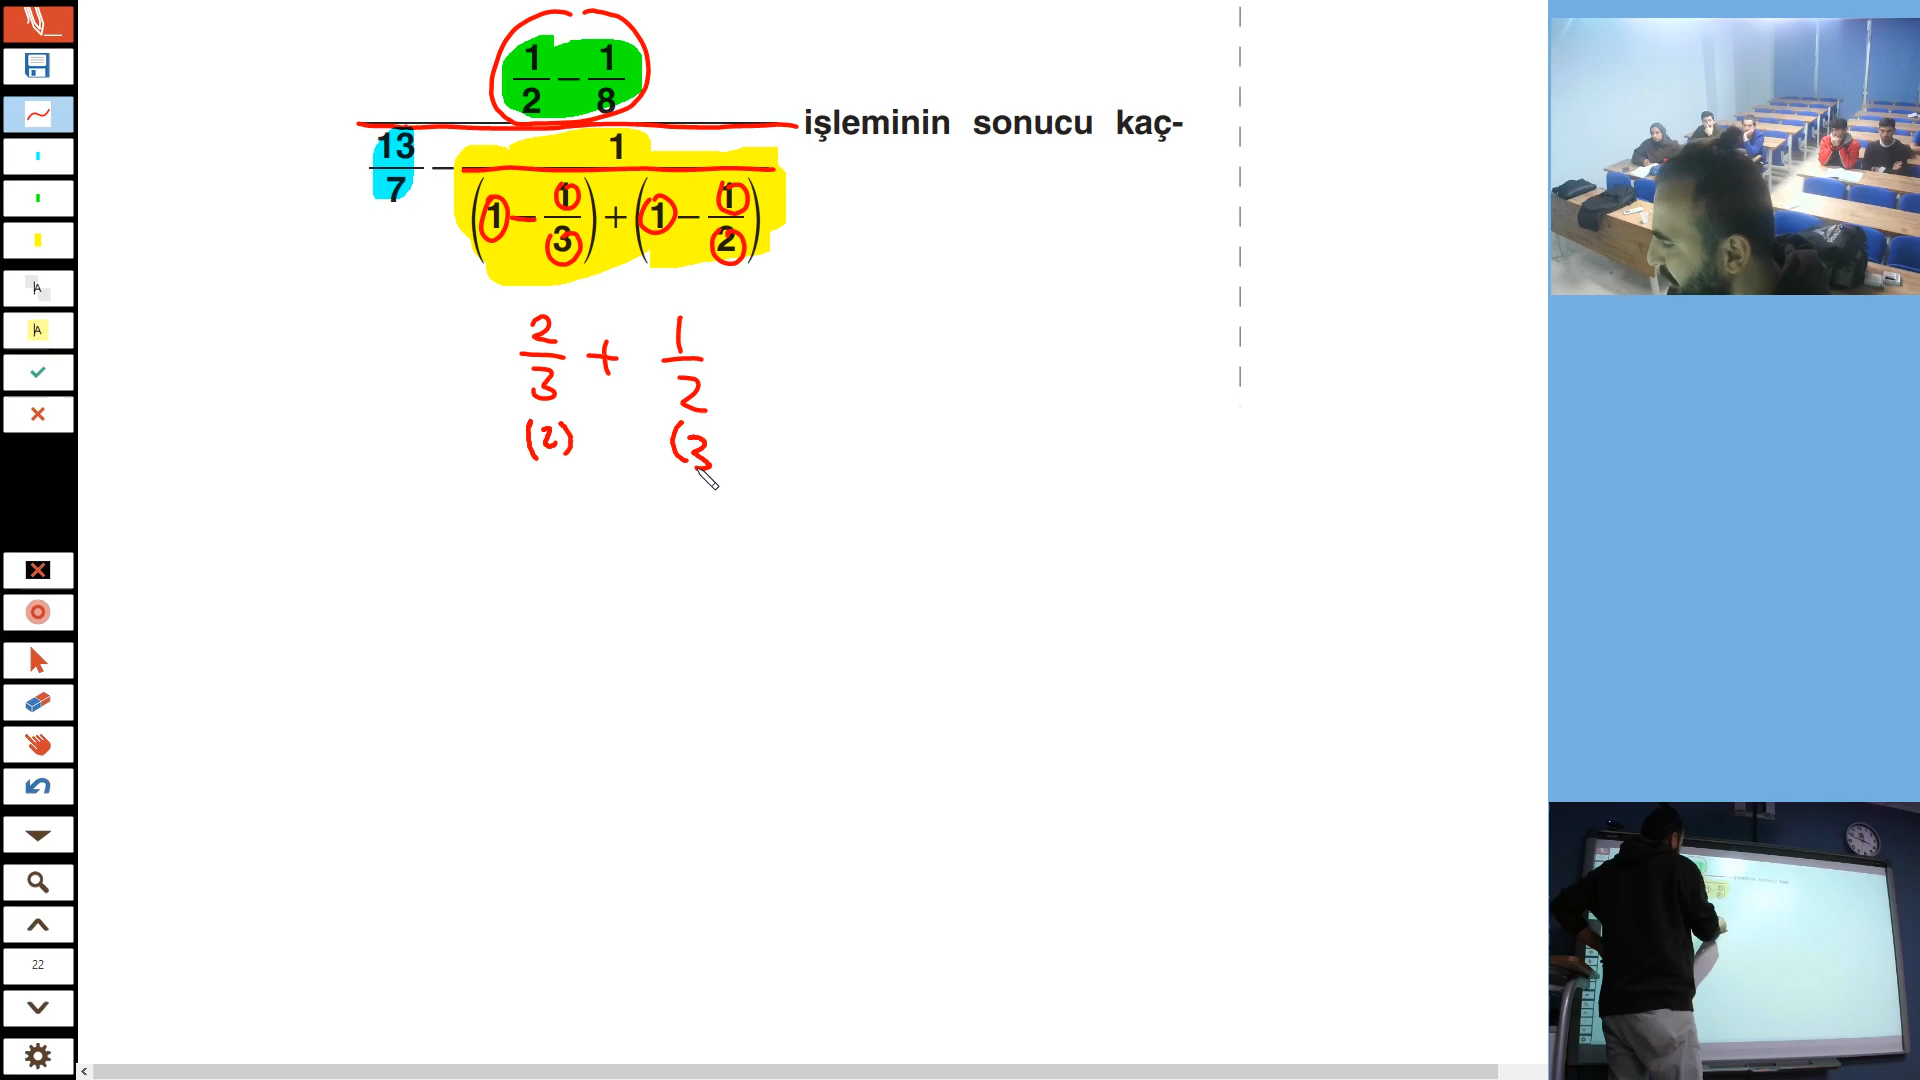 1/2 − 1/8
13/7 − 1/((1 − 1/3) + (1 − 1/2)) işleminin sonucu kaç-
2/3 + 1/2
(2) (3
22